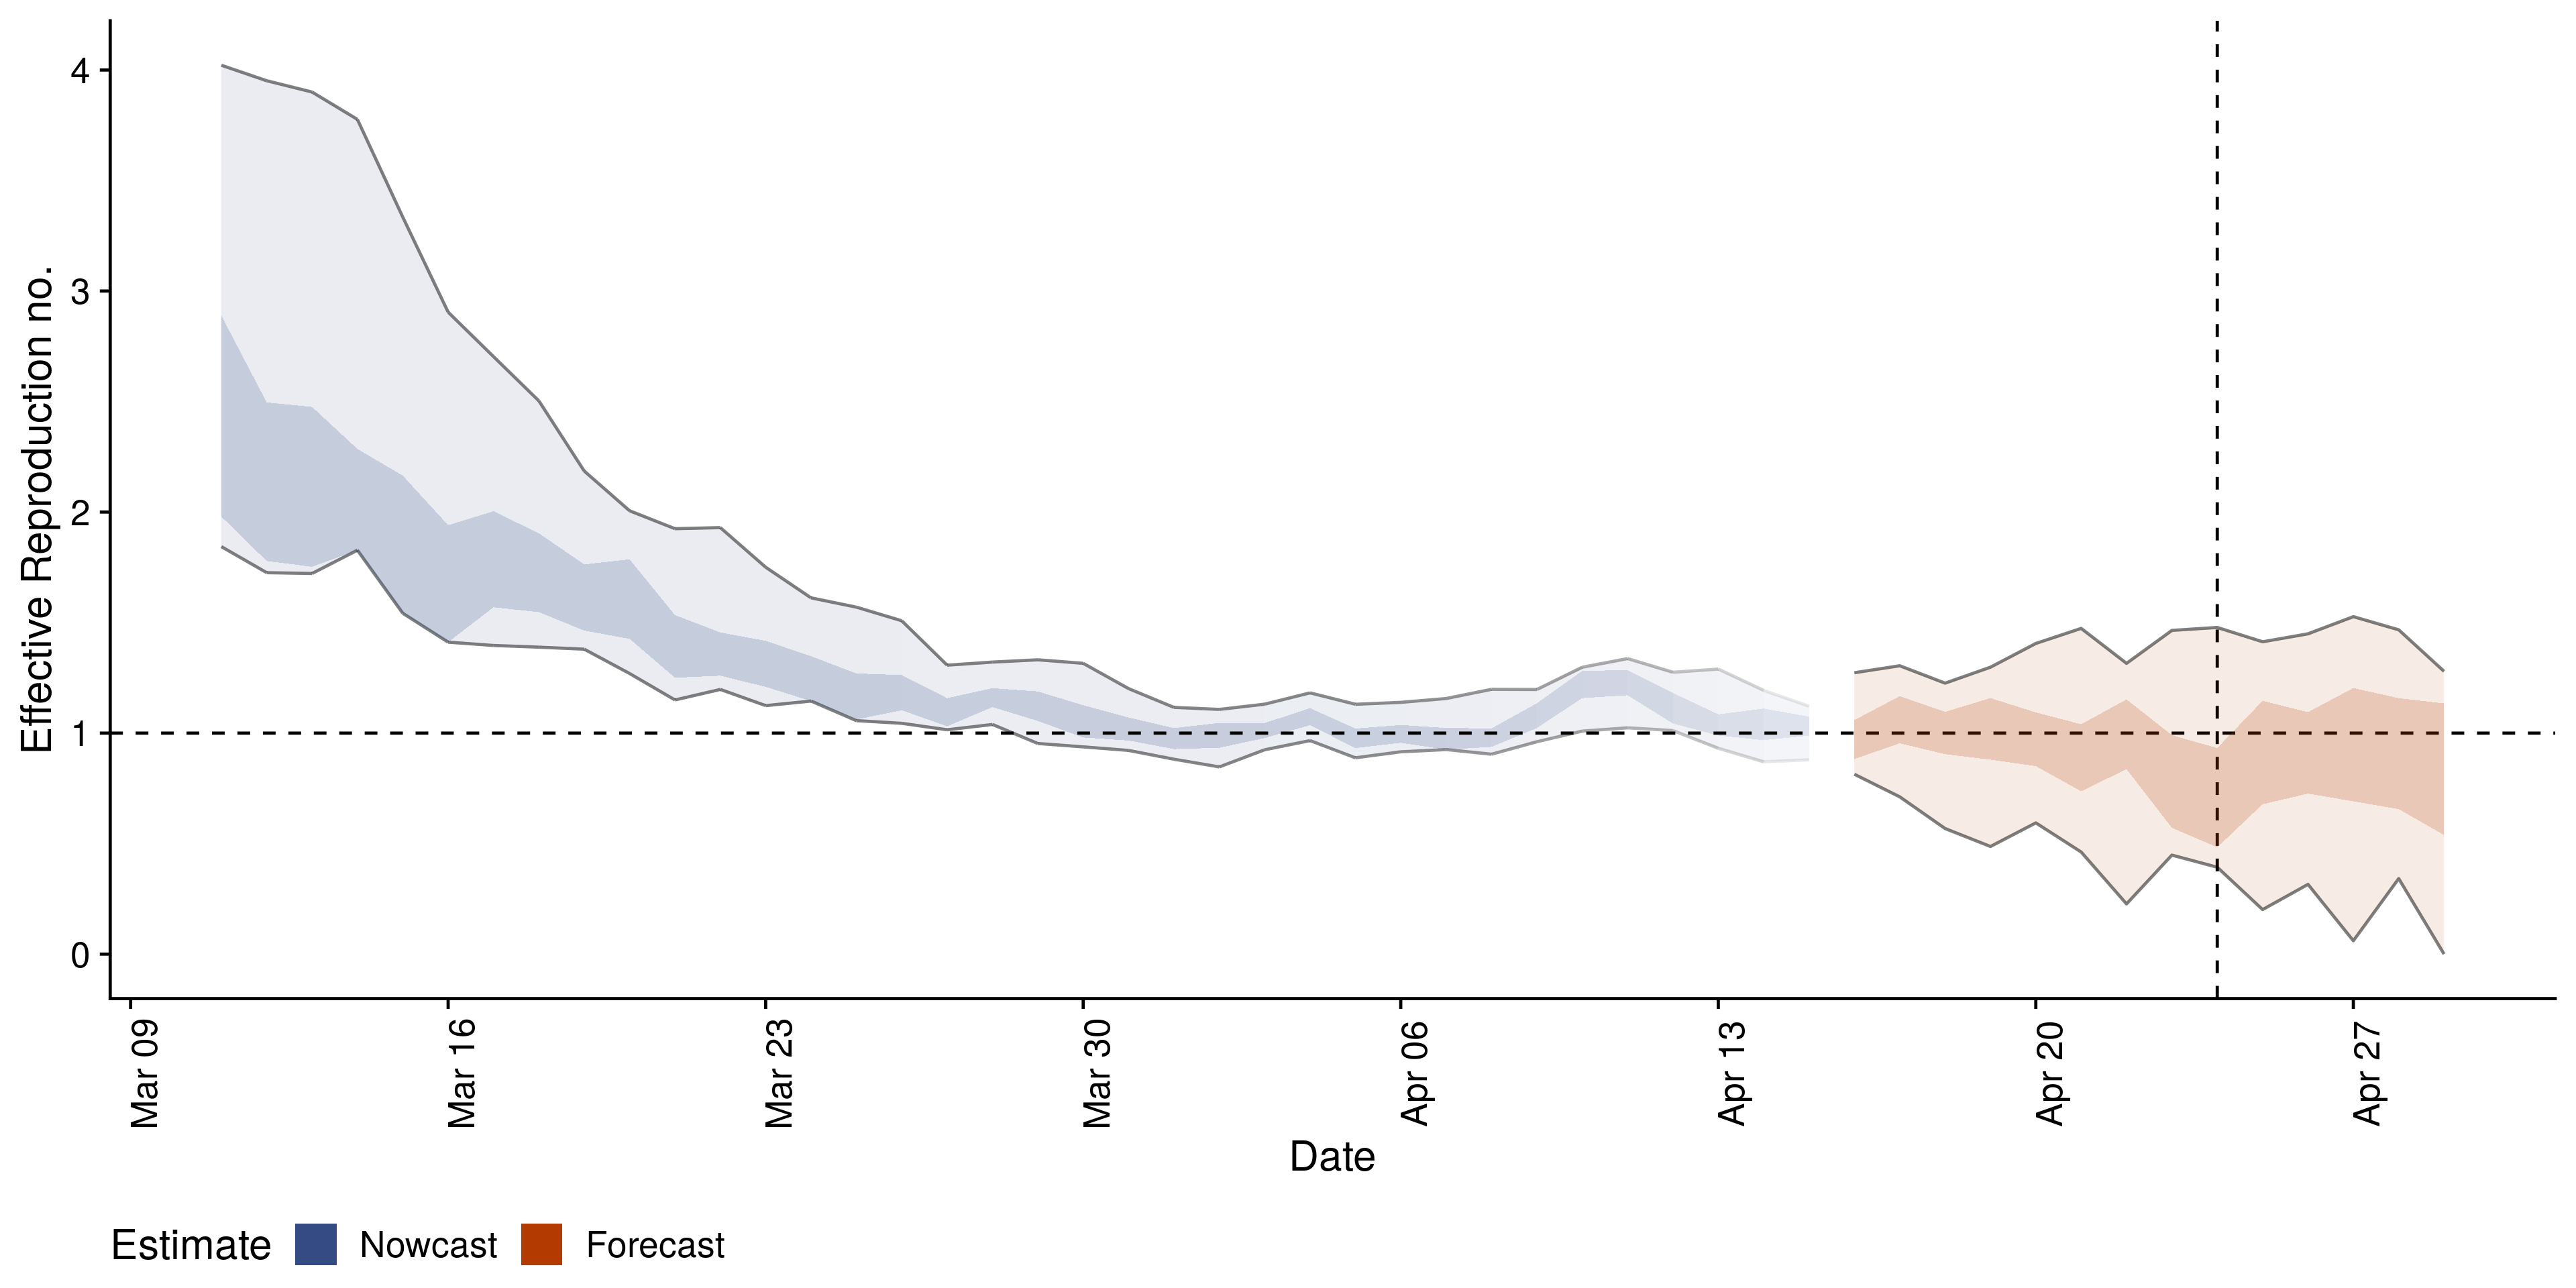 Effective Reproduction no.
4
3
2
1
0
Mar 09
Mar 16
Mar 23
Mar 30
Apr 06
Apr 13
Apr 20
Apr 27
Date
Estimate Nowcast Forecast